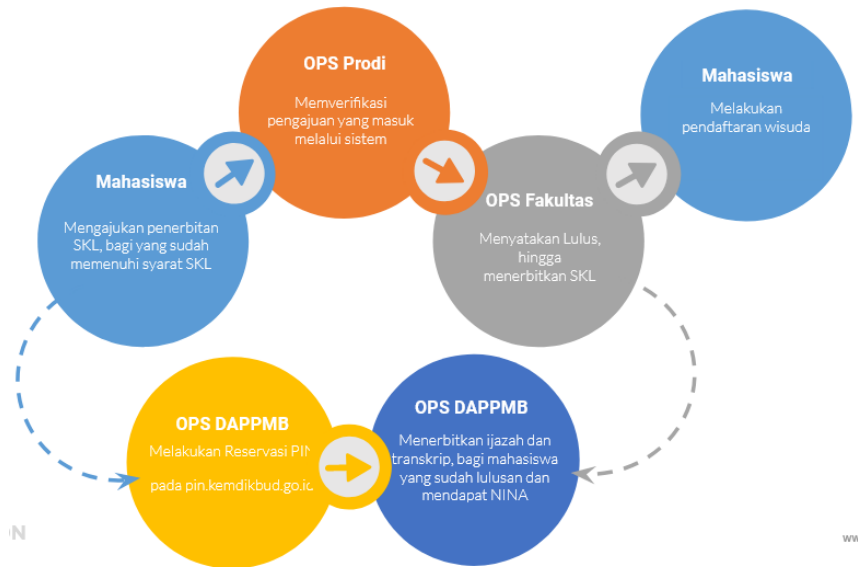 OPS Prodi
Memverifikasi
pengajuan yang masuk
melalui sistem
Mahasiswa
Melakukan
pendaftaran wisuda
Mahasiswa
Mengajukan penerbitan
SKL, bagi yang sudah
memenuhi syarat SKL
OPS Fakultas
Menyatakan Lulus,
hingga
menerbitkan SKL
OPS DAPPMB
Melakukan Reservasi PIN
pada pin.kemdikbud.go.id
OPS DAPPMB
Menerbitkan ijazah dan
transkrip, bagi mahasiswa
yang sudah lulusan dan
mendapat NINA
ON
ww